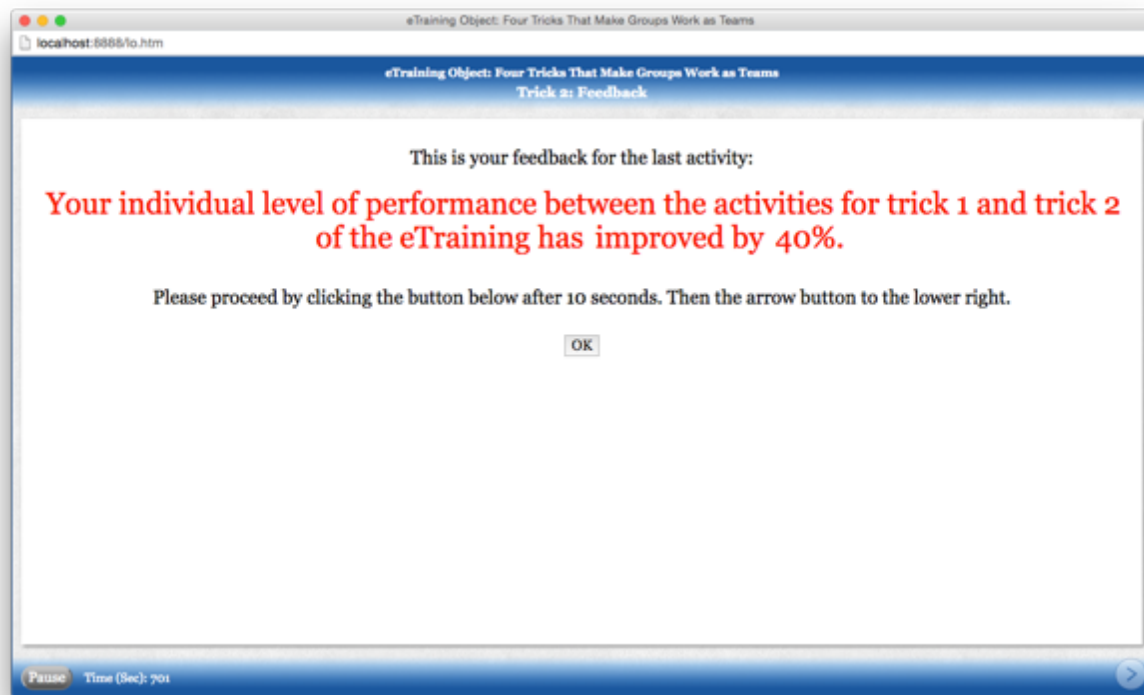 eTraining Object: Four Tricks That Make Groups Work as Teams
localhost:8888/lo.htm
eTraining Object: Four Tricks That Make Groups Work as Teams
Trick 2: Feedback
This is your feedback for the last activity:
Your individual level of performance between the activities for trick 1 and trick 2
of the eTraining has improved by 40%.
Please proceed by clicking the button below after 10 seconds. Then the arrow button to the lower right.
OK
Pause Time (Sec): 701